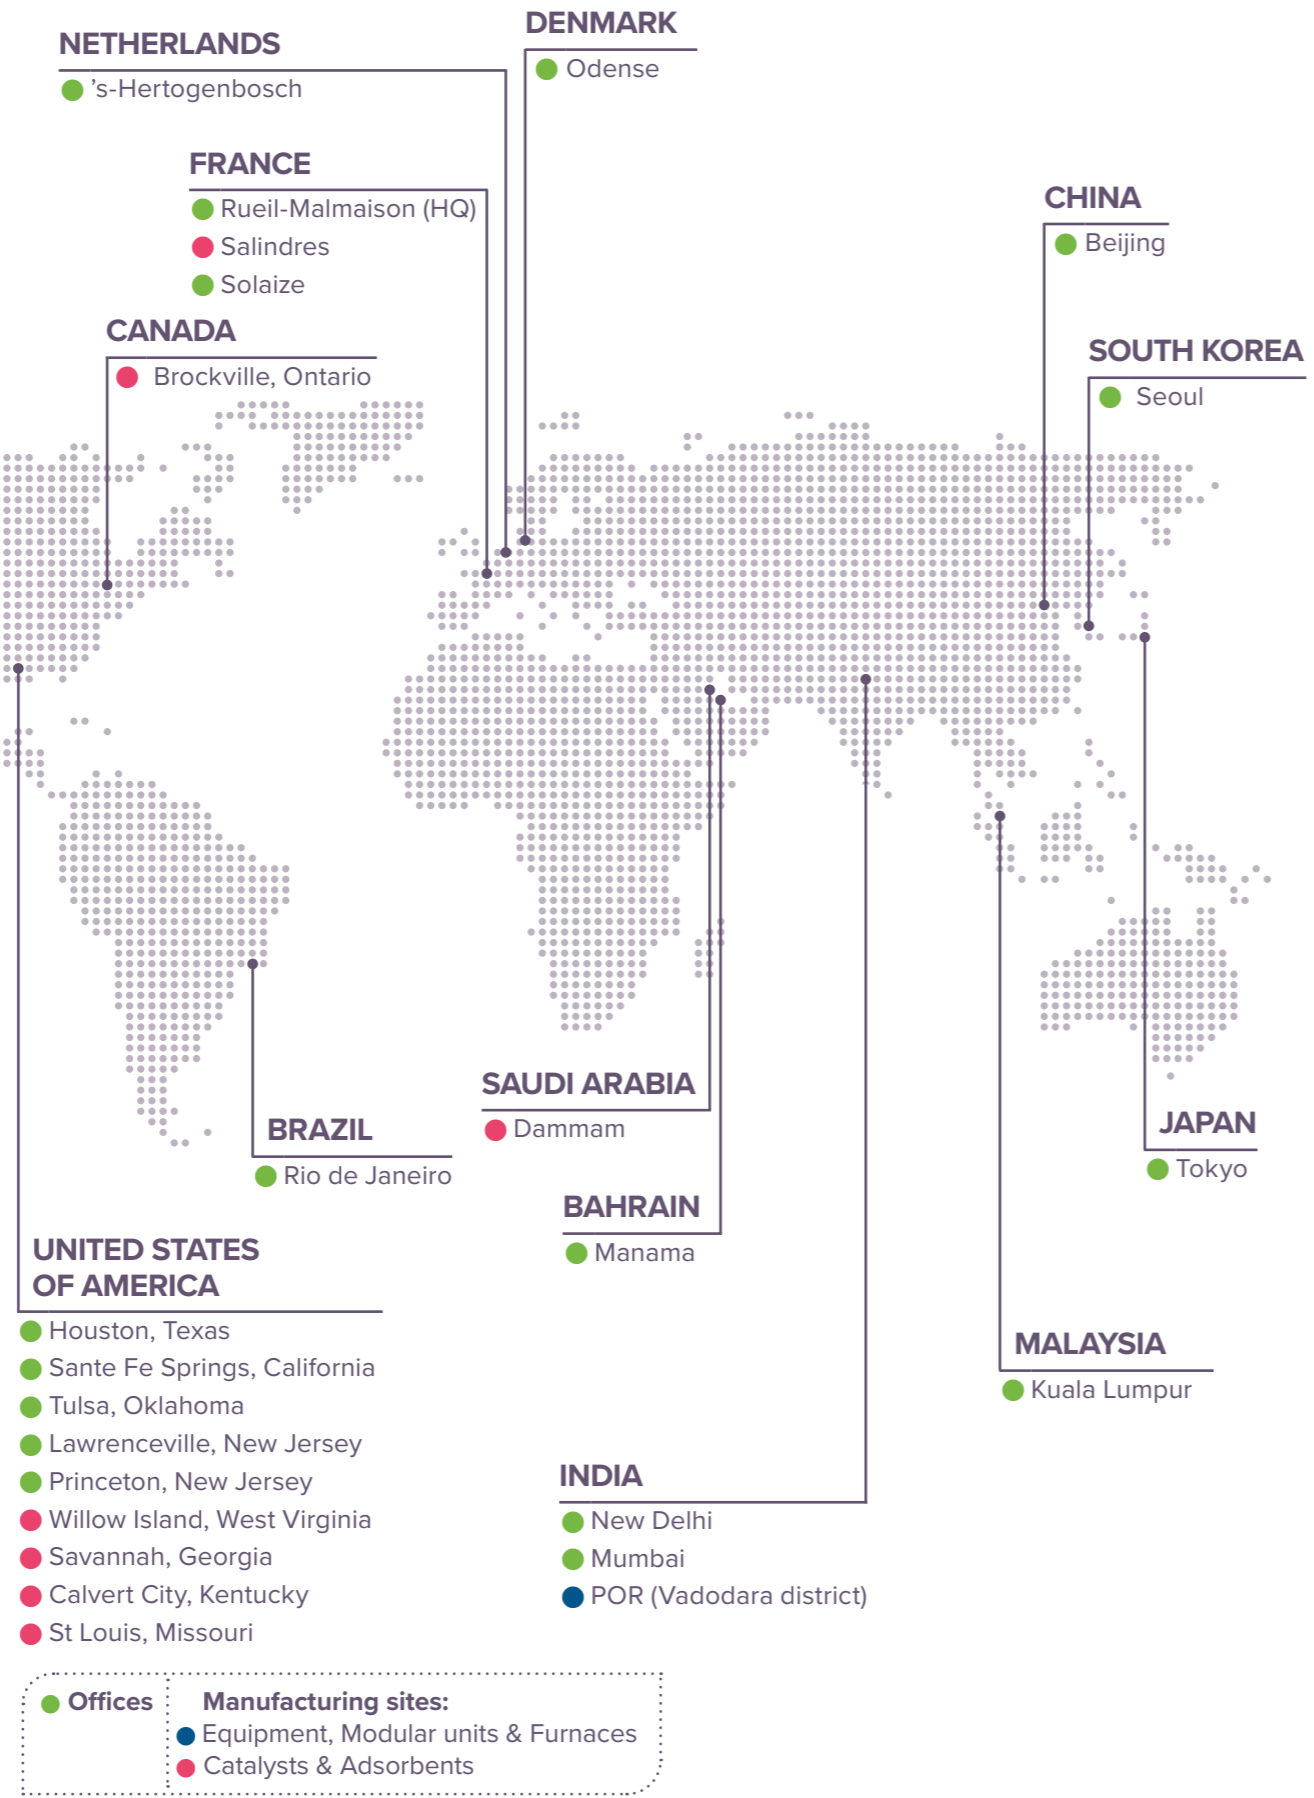 DENMARK
Odense
NETHERLANDS
’s-Hertogenbosch
FRANCE
Rueil-Malmaison (HQ)
Salindres
Solaize
CHINA
Beijing
CANADA
Brockville, Ontario
SOUTH KOREA
Seoul
SAUDI ARABIA
Dammam
BRAZIL
Rio de Janeiro
JAPAN
Tokyo
BAHRAIN
Manama
UNITED STATES
OF AMERICA
Houston, Texas
Sante Fe Springs, California
Tulsa, Oklahoma
Lawrenceville, New Jersey
Princeton, New Jersey
Willow Island, West Virginia
Savannah, Georgia
Calvert City, Kentucky
St Louis, Missouri
MALAYSIA
Kuala Lumpur
INDIA
New Delhi
Mumbai
POR (Vadodara district)
Offices
Manufacturing sites:
Equipment, Modular units & Furnaces
Catalysts & Adsorbents